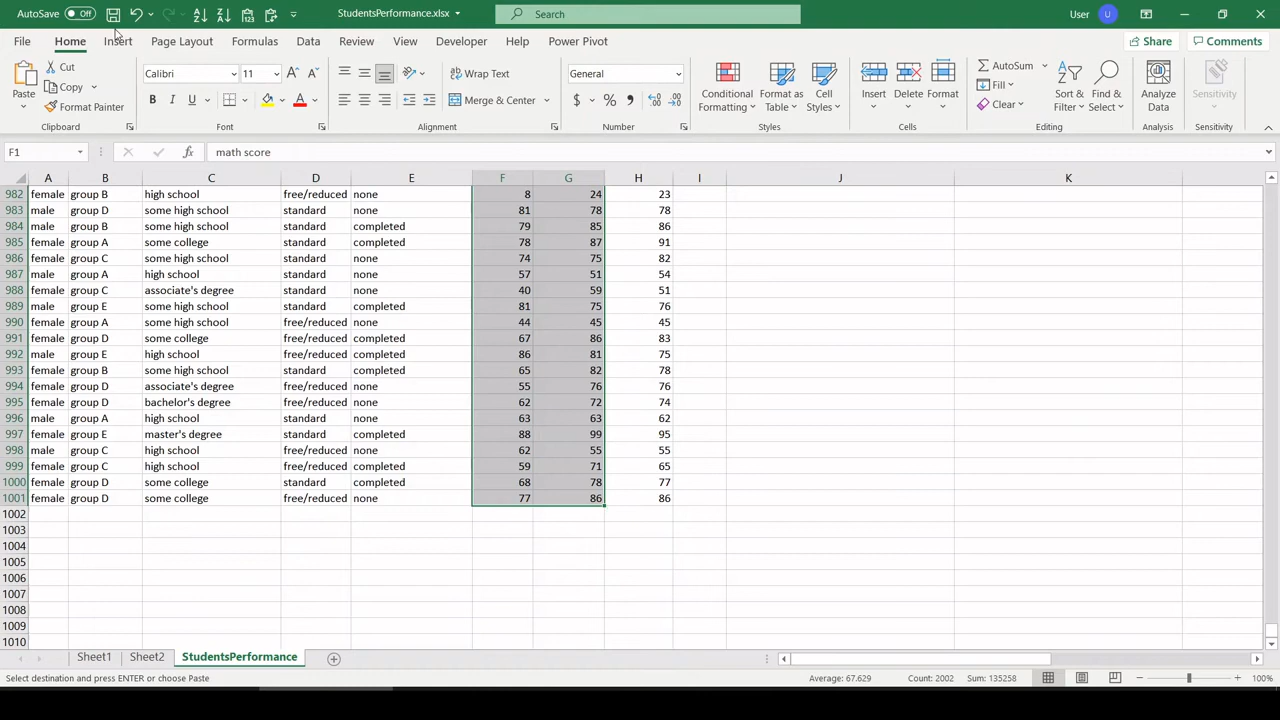 AutoSave Off StudentsPerformance.xlsx Search User U
File Home Insert Page Layout Formulas Data Review View Developer Help Power Pivot Share Comments
Paste Cut Copy Format Painter Clipboard
Calibri 11 B I U Font
Wrap Text Merge & Center Alignment
General $ % Number
Conditional Formatting Format as Table Cell Styles Styles
Insert Delete Format Cells
AutoSum Fill Clear Sort & Filter Find & Select Editing
Analyze Data Analysis
Sensitivity Sensitivity
F1 fx math score
A B C D E F G H I J K
982 female group B high school free/reduced none 8 24 23
983 male group D some high school standard none 81 78 78
984 male group B some high school standard completed 79 85 86
985 female group A some college standard completed 78 87 91
986 female group C some high school standard none 74 75 82
987 male group A high school standard none 57 51 54
988 female group C associate's degree standard none 40 59 51
989 male group E some high school standard completed 81 75 76
990 female group A some high school free/reduced none 44 45 45
991 female group D some college free/reduced completed 67 86 83
992 male group E high school free/reduced completed 86 81 75
993 female group B some high school standard completed 65 82 78
994 female group D associate's degree free/reduced none 55 76 76
995 female group D bachelor's degree free/reduced none 62 72 74
996 male group A high school standard none 63 63 62
997 female group E master's degree standard completed 88 99 95
998 male group C high school free/reduced none 62 55 55
999 female group C high school free/reduced completed 59 71 65
1000 female group D some college standard completed 68 78 77
1001 female group D some college free/reduced none 77 86 86
1002
1003
1004
1005
1006
1007
1008
1009
1010
Sheet1 Sheet2 StudentsPerformance
Select destination and press ENTER or choose Paste Average: 67.629 Count: 2002 Sum: 135258 100%